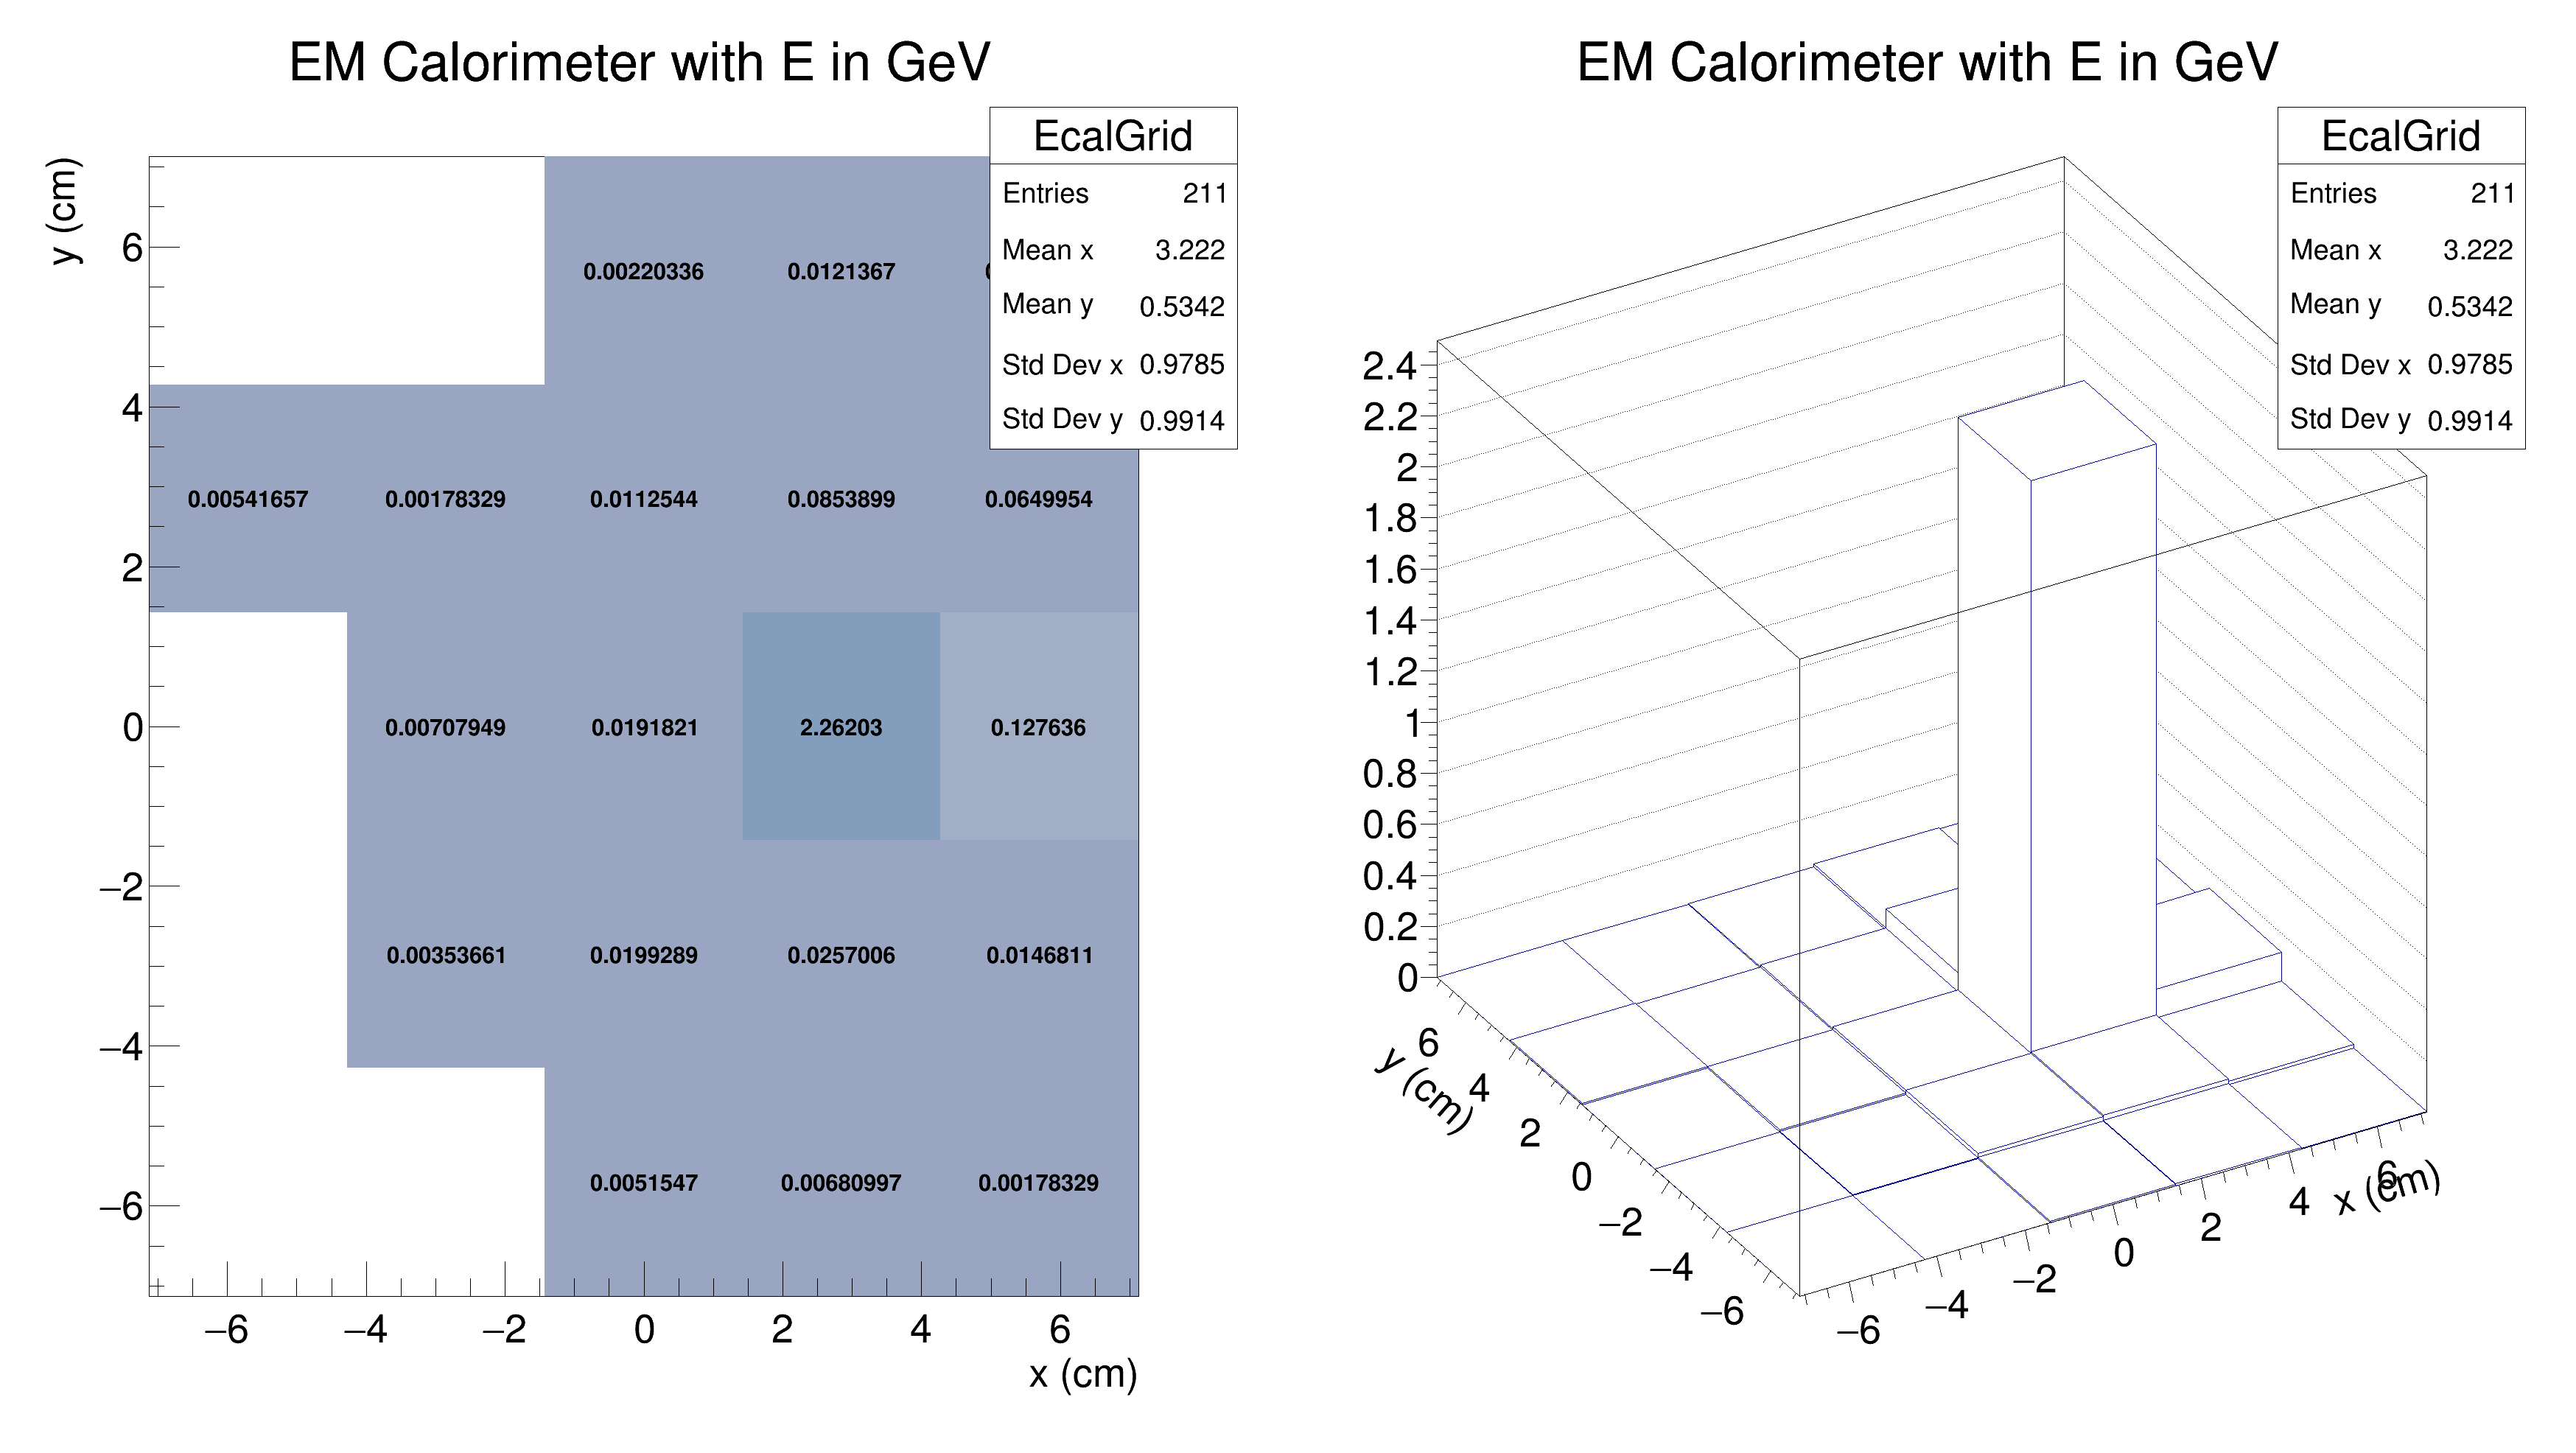 EM Calorimeter with E in GeV
EcalGrid
Entries 211
Mean x 3.222
Mean y 0.5342
Std Dev x 0.9785
Std Dev y 0.9914
y (cm)
6
4
2
0
−2
−4
−6
0.00220336 0.0121367
0.00541657 0.00178329 0.0112544 0.0853899 0.0649954
0.00707949 0.0191821 2.26203 0.127636
0.00353661 0.0199289 0.0257006 0.0146811
0.0051547 0.00680997 0.00178329
−6 −4 −2 0 2 4 6
x (cm)
EM Calorimeter with E in GeV
EcalGrid
Entries 211
Mean x 3.222
Mean y 0.5342
Std Dev x 0.9785
Std Dev y 0.9914
2.4
2.2
2
1.8
1.6
1.4
1.2
1
0.8
0.6
0.4
0.2
0
y (cm)
6
4
2
0
−2
−4
−6
−6 −4 −2 0 2 4 6
x (cm)